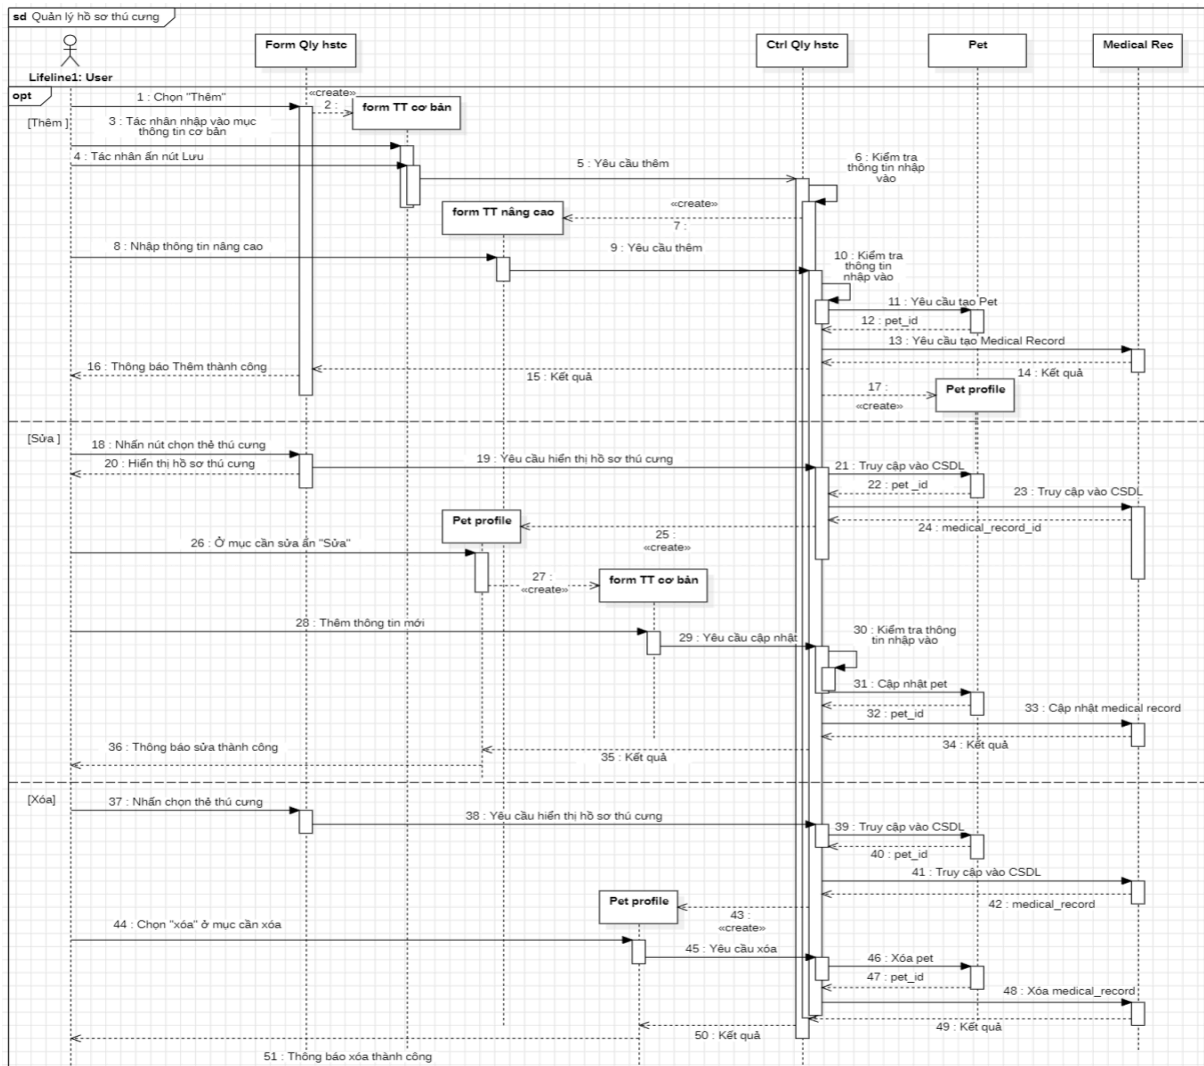 sd Quản lý hồ sơ thú cưng
Form Qly hstc
Ctrl Qly hstc
Pet
Medical Rec
Lifeline1: User
opt
[Thêm ]
1 : Chọn "Thêm"
«create»
2 :
form TT cơ bản
3 : Tác nhân nhập vào mục
thông tin cơ bản
4 : Tác nhân ấn nút Lưu
5 : Yêu cầu thêm
6 : Kiểm tra
thông tin nhập
vào
form TT nâng cao
«create»
7 :
8 : Nhập thông tin nâng cao
9 : Yêu cầu thêm
10 : Kiểm tra
thông tin
nhập vào
11 : Yêu cầu tạo Pet
12 : pet_id
13 : Yêu cầu tạo Medical Record
14 : Kết quả
15 : Kết quả
16 : Thông báo Thêm thành công
17 :
«create»
Pet profile
[Sửa ]
18 : Nhấn nút chọn thẻ thú cưng
19 : Yêu cầu hiển thị hồ sơ thú cưng
20 : Hiển thị hồ sơ thú cưng
21 : Truy cập vào CSDL
22 : pet _id
23 : Truy cập vào CSDL
24 : medical_record_id
Pet profile
25 :
«create»
26 : Ở mục cần sửa ấn "Sửa"
27 :
«create»
form TT cơ bản
28 : Thêm thông tin mới
29 : Yêu cầu cập nhật
30 : Kiểm tra thông
tin nhập vào
31 : Cập nhật pet
32 : pet_id
33 : Cập nhật medical record
34 : Kết quả
35 : Kết quả
36 : Thông báo sửa thành công
[Xóa]
37 : Nhấn chọn thẻ thú cưng
38 : Yêu cầu hiển thị hồ sơ thú cưng
39 : Truy cập vào CSDL
40 : pet_id
41 : Truy cập vào CSDL
42 : medical_record
Pet profile
43 :
«create»
44 : Chọn "xóa" ở mục cần xóa
45 : Yêu cầu xóa
46 : Xóa pet
47 : pet_id
48 : Xóa medical_record
49 : Kết quả
50 : Kết quả
51 : Thông báo xóa thành công